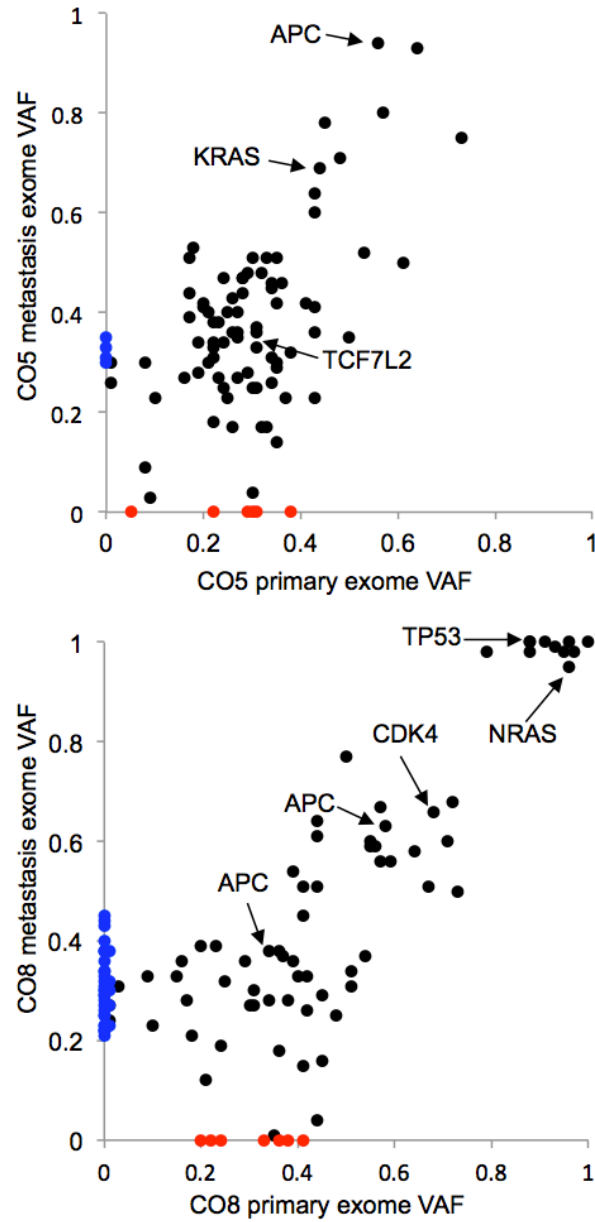 1
APC
0.8
KRAS
0.6
0.4
TCF7L2
0.2
0
0 0.2 0.4 0.6 0.8 1
CO5 metastasis exome VAF
CO5 primary exome VAF
TP53
1
NRAS
0.8
CDK4
APC
0.6
APC
0.4
0.2
0
0 0.2 0.4 0.6 0.8 1
CO8 metastasis exome VAF
CO8 primary exome VAF